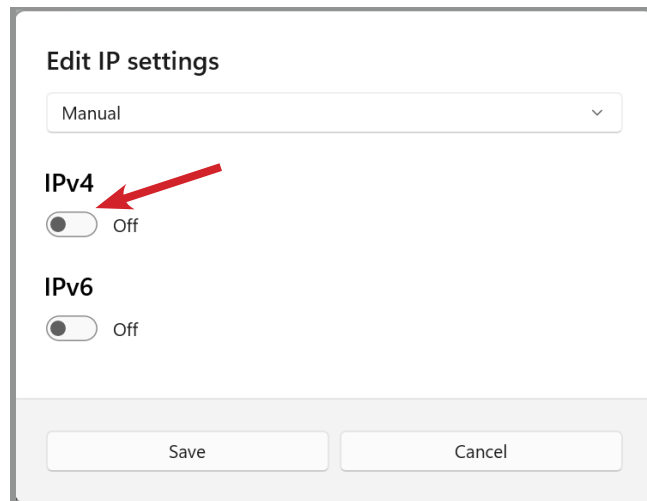 Edit IP settings
Manual
IPv4
Off
IPv6
Off
Save Cancel